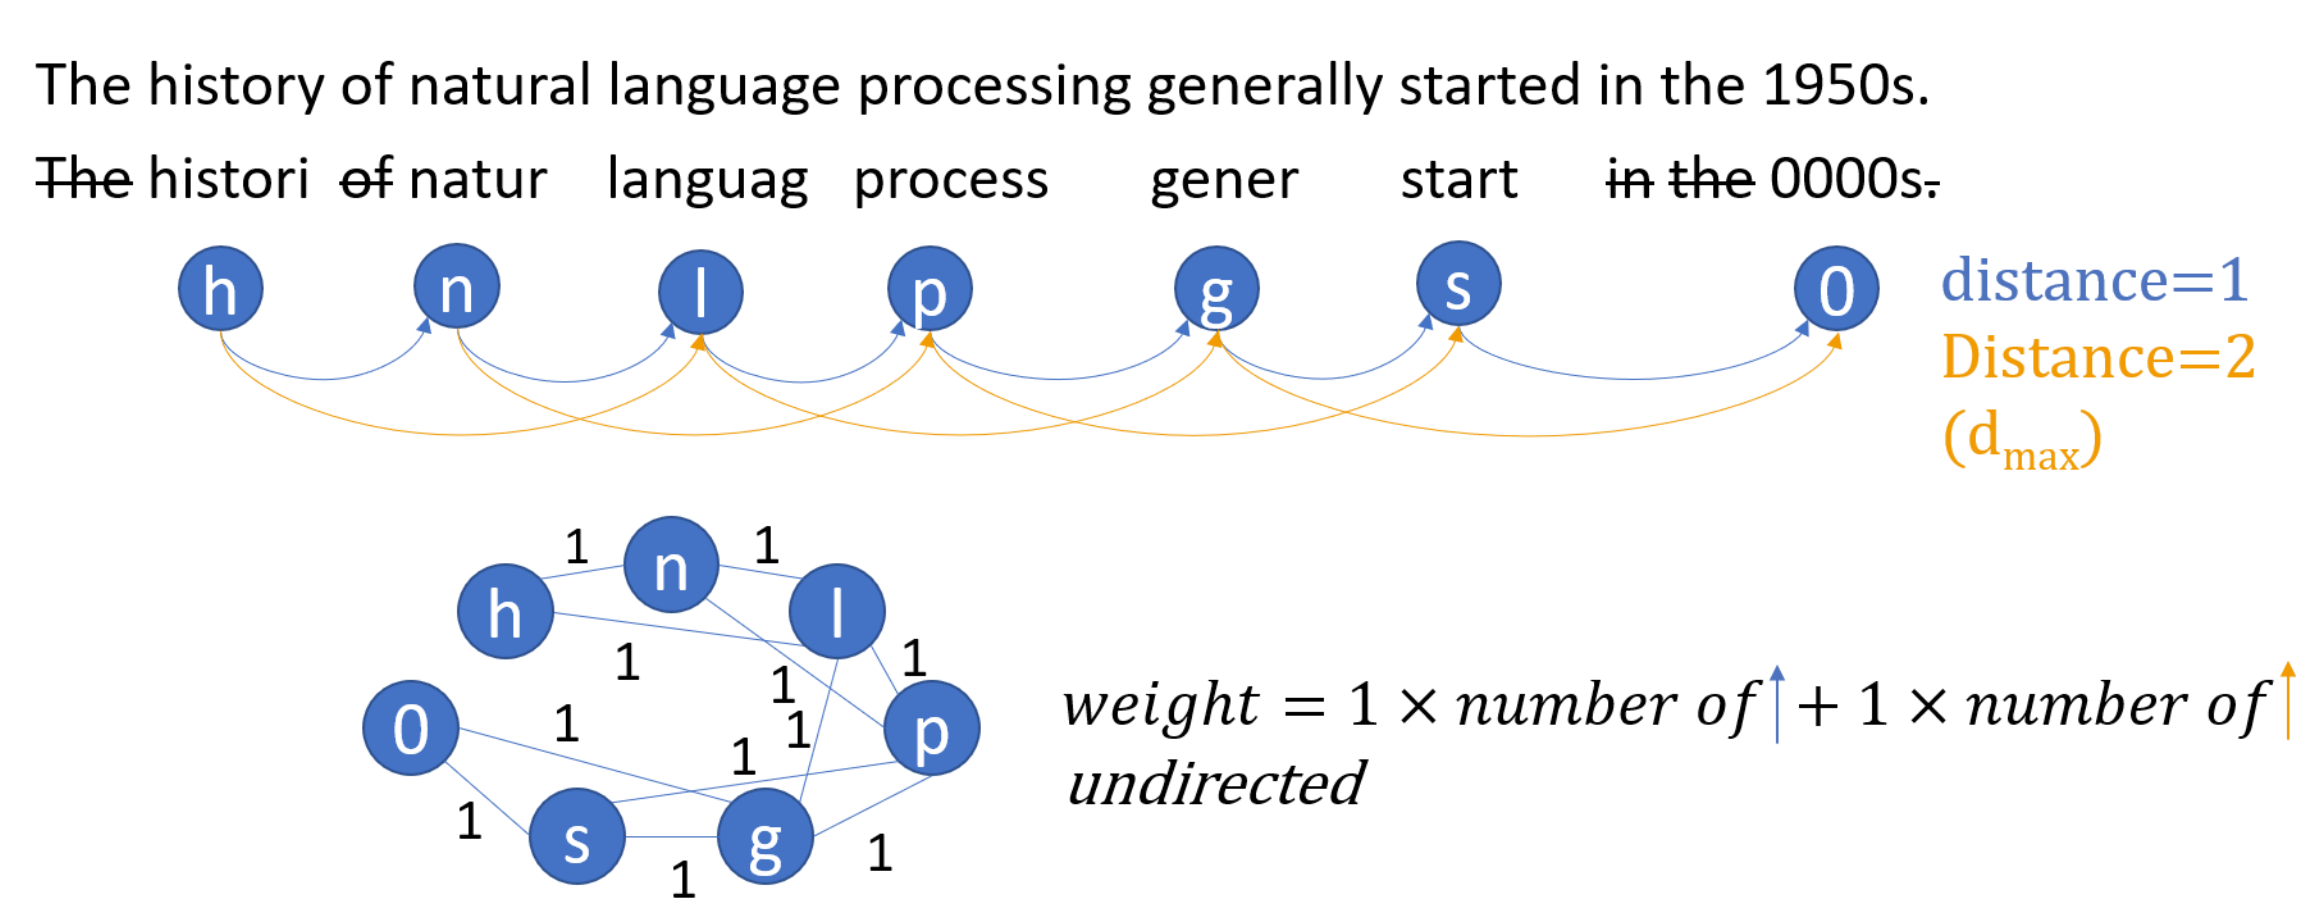 The history of natural language processing generally started in the 1950s.
The histori of natur languag process gener start in the 0000s.
h n l p g s 0
distance=1
Distance=2
(dmax)
1 n 1
h l
1 1
1
0 1 1 p
1
1 s g
1 1
weight = 1 × number of ↑ + 1 × number of ↑
undirected